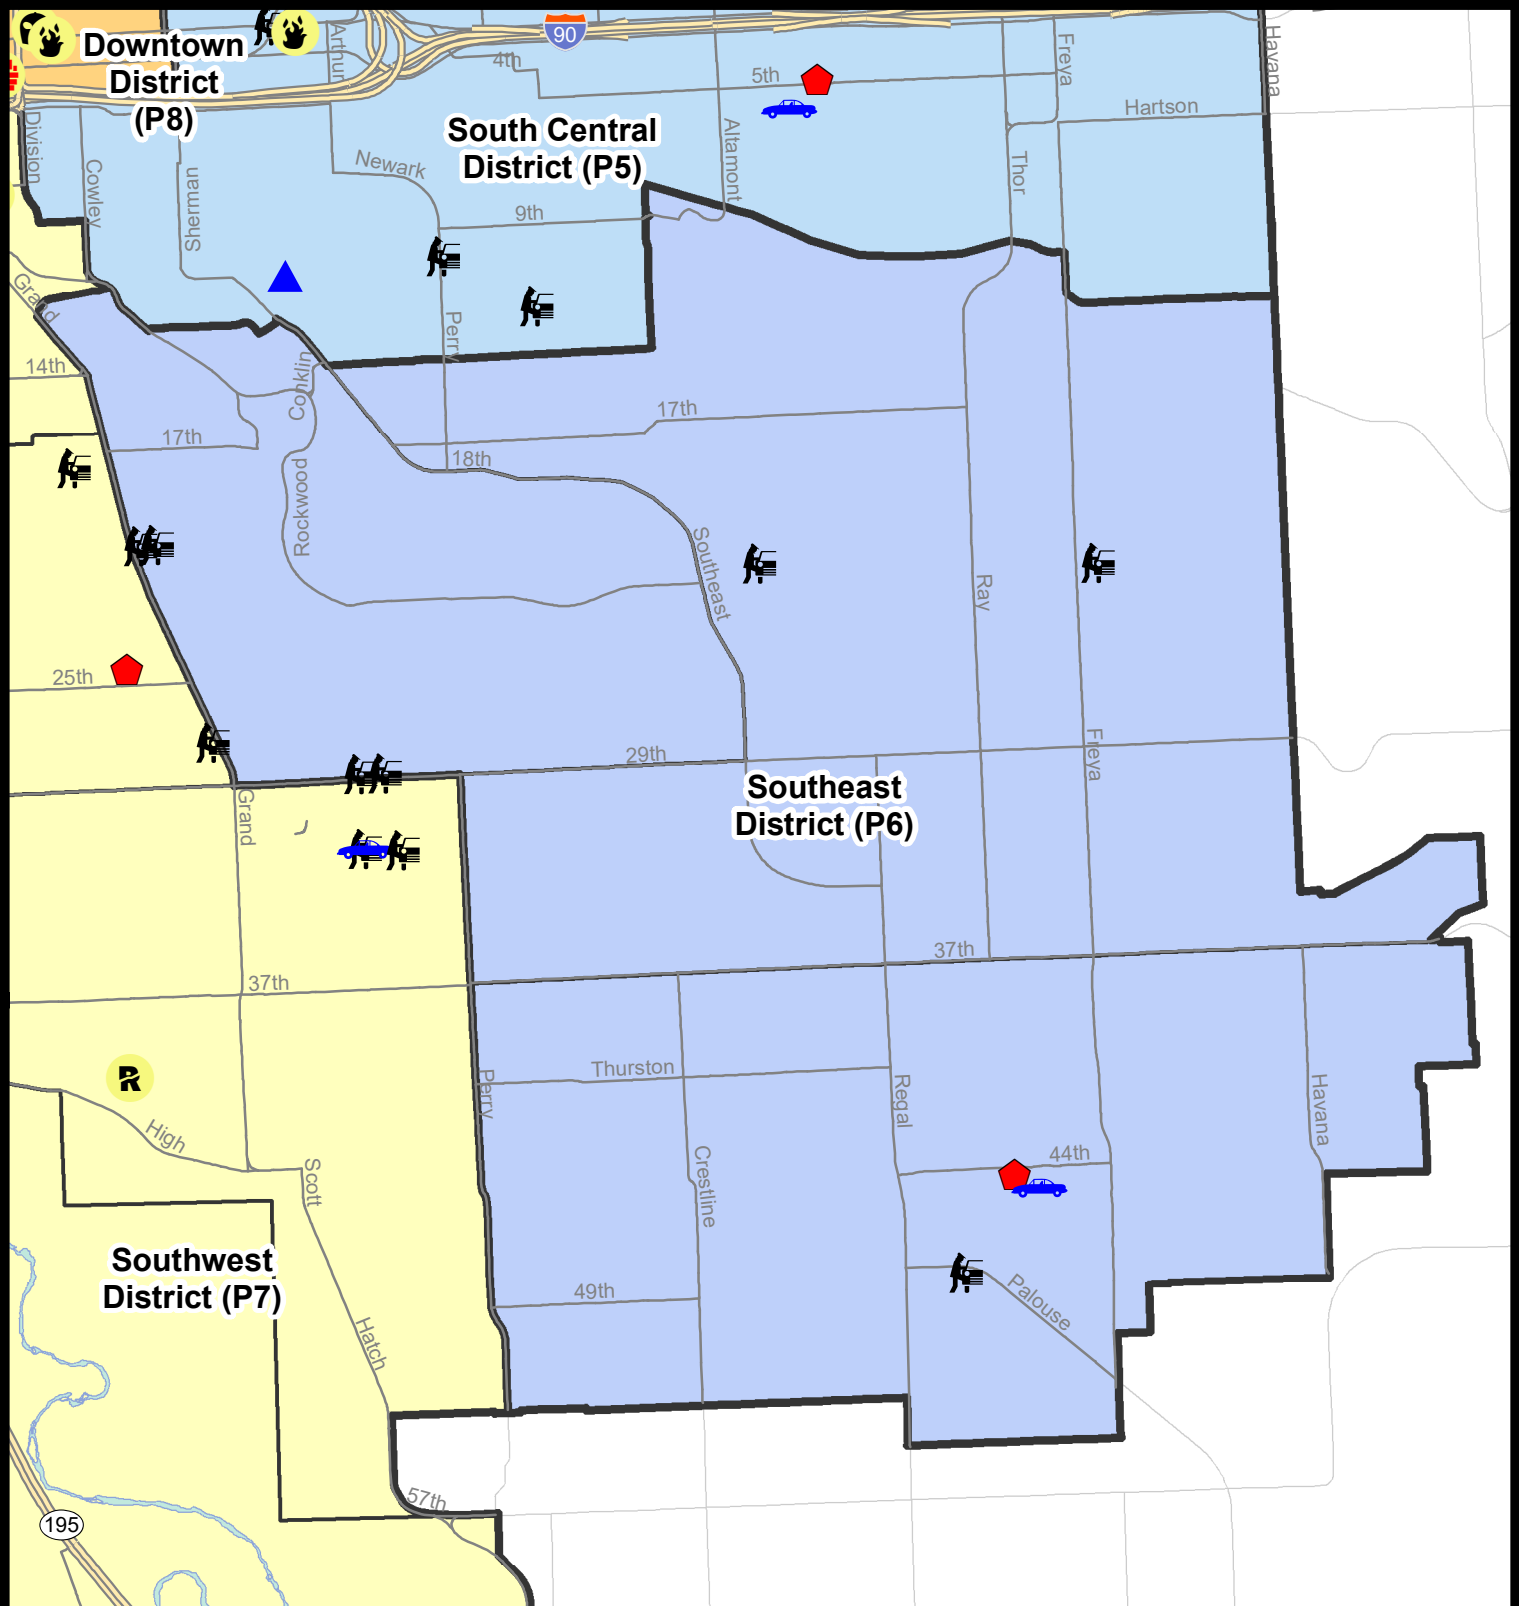 Downtown
District
(P8)
90
4th
5th
Arthur
Freya
Havana
Hartson
Division
Cowley
Sherman
Newark
South Central
District (P5)
Altamont
Thor
9th
Grand
Perry
14th
Conklin
17th
17th
18th
Rockwood
Southeast
Ray
25th
29th
Freya
Grand
Southeast
District (P6)
37th
37th
Thurston
Perry
Regal
Havana
R
High
Scott
Crestline
44th
Southwest
District (P7)
49th
Palouse
Hatch
57th
195